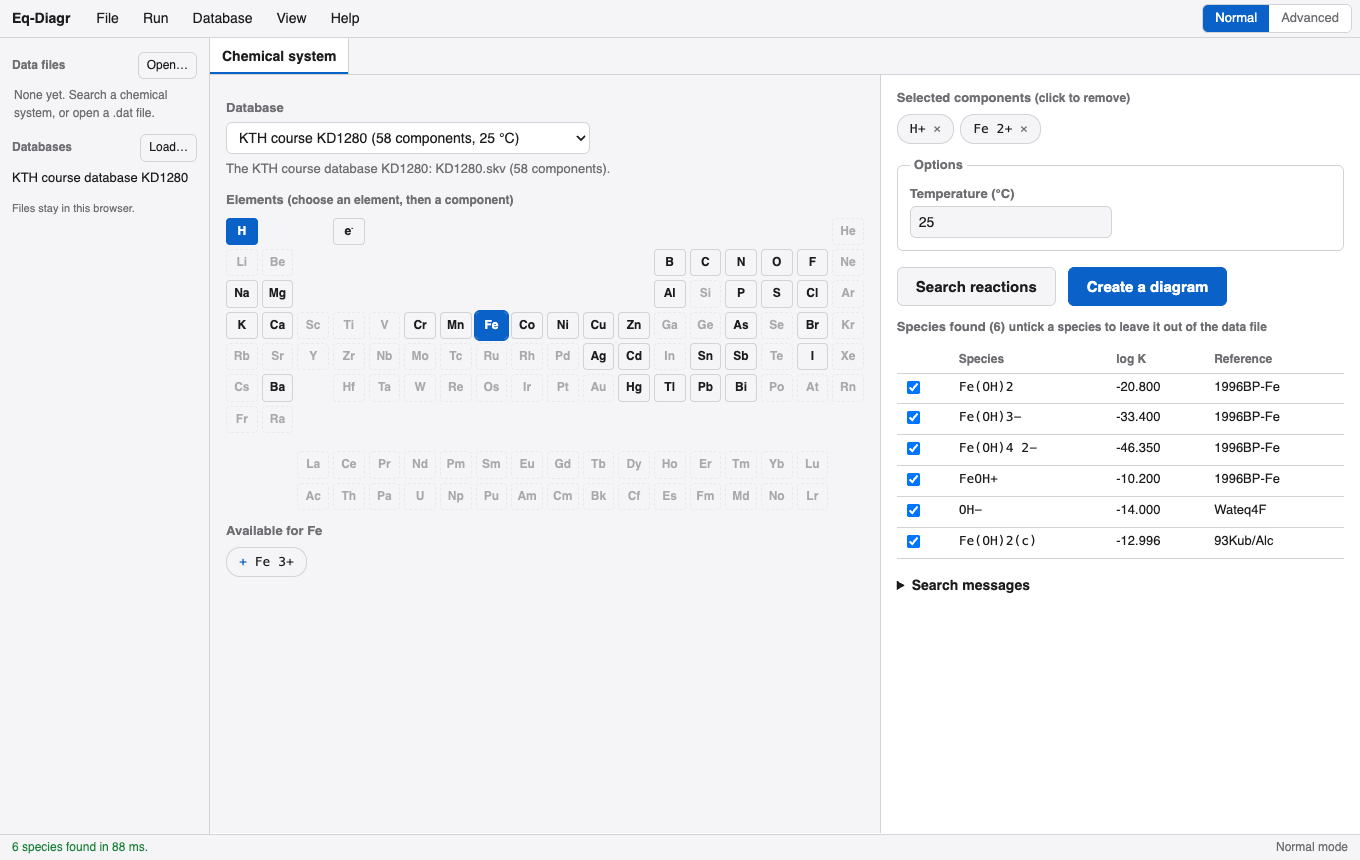 Eq-Diagr File Run Database View Help Normal Advanced
Data files Open…
None yet. Search a chemical
system, or open a .dat file.
Databases Load…
KTH course database KD1280
Files stay in this browser.
Chemical system
Database
KTH course KD1280 (58 components, 25 °C)
The KTH course database KD1280: KD1280.skv (58 components).
Elements (choose an element, then a component)
H e- He
Li Be B C N O F Ne
Na Mg Al Si P S Cl Ar
K Ca Sc Ti V Cr Mn Fe Co Ni Cu Zn Ga Ge As Se Br Kr
Rb Sr Y Zr Nb Mo Tc Ru Rh Pd Ag Cd In Sn Sb Te I Xe
Cs Ba Hf Ta W Re Os Ir Pt Au Hg Tl Pb Bi Po At Rn
Fr Ra
La Ce Pr Nd Pm Sm Eu Gd Tb Dy Ho Er Tm Yb Lu
Ac Th Pa U Np Pu Am Cm Bk Cf Es Fm Md No Lr
Available for Fe
+ Fe 3+
Selected components (click to remove)
H+ × Fe 2+ ×
Options
Temperature (°C)
25
Search reactions Create a diagram
Species found (6) untick a species to leave it out of the data file
Species log K Reference
Fe(OH)2 -20.800 1996BP-Fe
Fe(OH)3− -33.400 1996BP-Fe
Fe(OH)4 2− -46.350 1996BP-Fe
FeOH+ -10.200 1996BP-Fe
OH− -14.000 Wateq4F
Fe(OH)2(c) -12.996 93Kub/Alc
▶ Search messages
6 species found in 88 ms. Normal mode